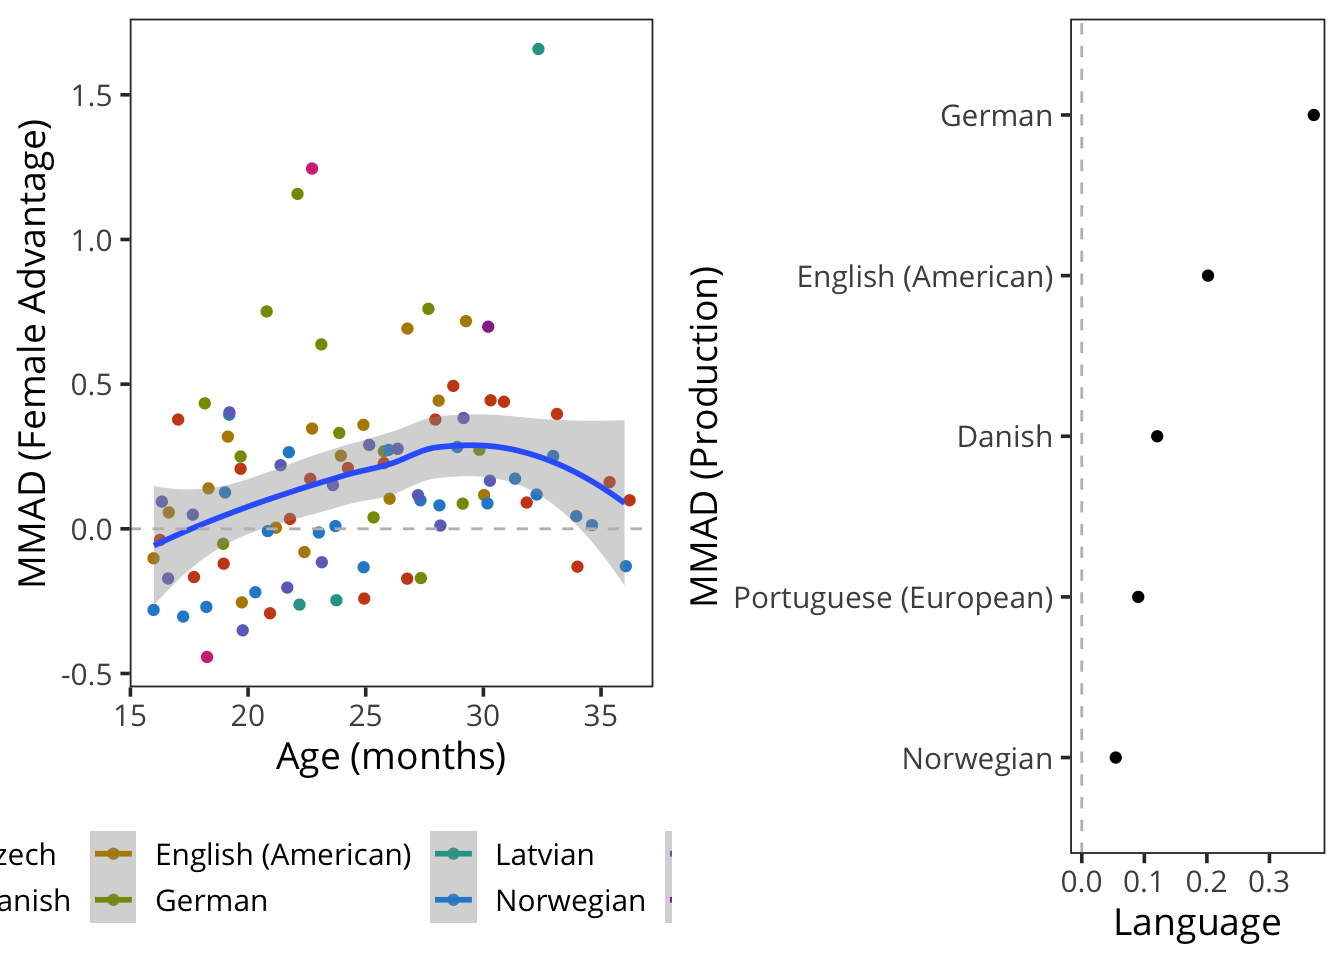 MMAD (Female Advantage)
1.5
1.0
0.5
0.0
-0.5
15 20 25 30 35
Age (months)
zech English (American) Latvian
anish German Norwegian
MMAD (Production)
German
English (American)
Danish
Portuguese (European)
Norwegian
0.0 0.1 0.2 0.3
Language